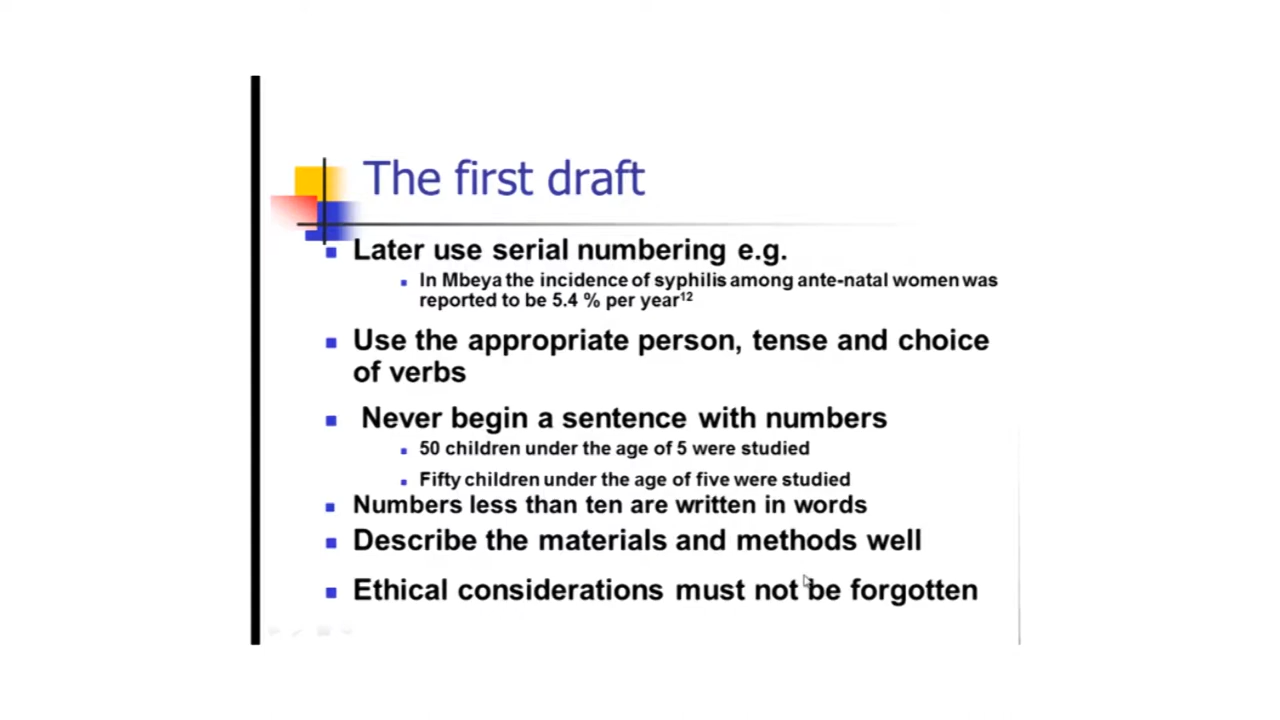 The first draft
Later use serial numbering e.g.
In Mbeya the incidence of syphilis among ante-natal women was
reported to be 5.4 % per year¹²
Use the appropriate person, tense and choice
of verbs
Never begin a sentence with numbers
50 children under the age of 5 were studied
Fifty children under the age of five were studied
Numbers less than ten are written in words
Describe the materials and methods well
Ethical considerations must not be forgotten